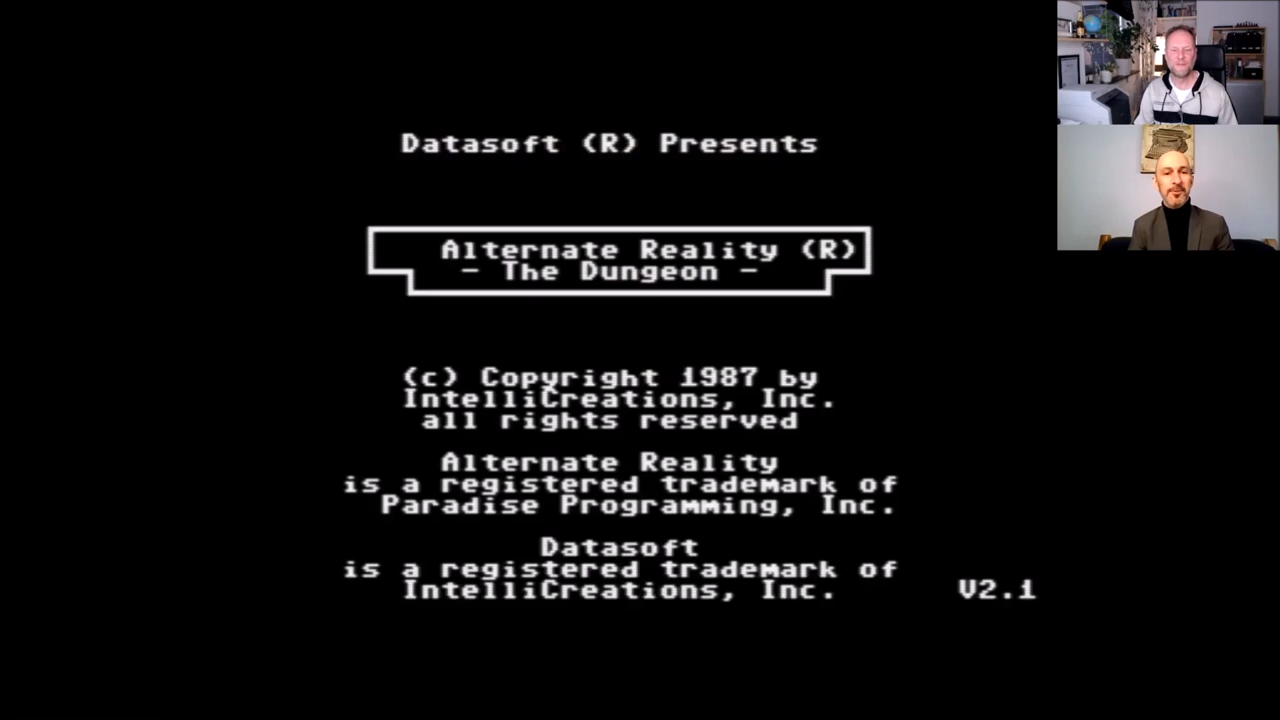 Datasoft (R) Presents
Alternate Reality (R)
- The Dungeon -
(c) Copyright 1987 by
IntelliCreations, Inc.
all rights reserved
Alternate Reality
is a registered trademark of
Paradise Programming, Inc.
Datasoft
is a registered trademark of
IntelliCreations, Inc.
V2.1